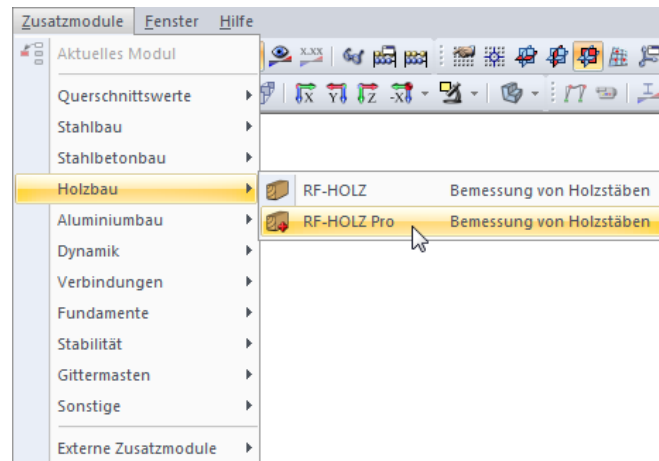 Zusatzmodule Fenster Hilfe
Aktuelles Modul
x.xx
Querschnittswerte
X Y Z -X
Stahlbau
Stahlbetonbau
Holzbau
RF-HOLZ Bemessung von Holzstäben
Aluminiumbau
RF-HOLZ Pro Bemessung von Holzstäben
Dynamik
Verbindungen
Fundamente
Stabilität
Gittermasten
Sonstige
Externe Zusatzmodule